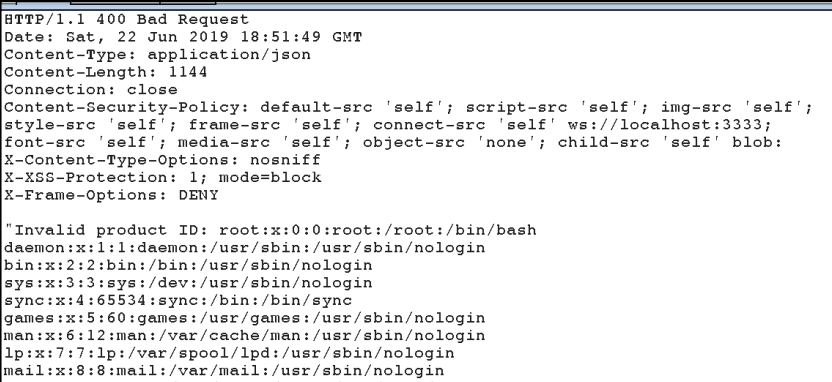 HTTP/1.1 400 Bad Request
Date: Sat, 22 Jun 2019 18:51:49 GMT
Content-Type: application/json
Content-Length: 1144
Connection: close
Content-Security-Policy: default-src 'self'; script-src 'self'; img-src 'self';
style-src 'self'; frame-src 'self'; connect-src 'self' ws://localhost:3333;
font-src 'self'; media-src 'self'; object-src 'none'; child-src 'self' blob:
X-Content-Type-Options: nosniff
X-XSS-Protection: 1; mode=block
X-Frame-Options: DENY

"Invalid product ID: root:x:0:0:root:/root:/bin/bash
daemon:x:1:1:daemon:/usr/sbin:/usr/sbin/nologin
bin:x:2:2:bin:/bin:/usr/sbin/nologin
sys:x:3:3:sys:/dev:/usr/sbin/nologin
sync:x:4:65534:sync:/bin:/bin/sync
games:x:5:60:games:/usr/games:/usr/sbin/nologin
man:x:6:12:man:/var/cache/man:/usr/sbin/nologin
lp:x:7:7:lp:/var/spool/lpd:/usr/sbin/nologin
mail:x:8:8:mail:/var/mail:/usr/sbin/nologin